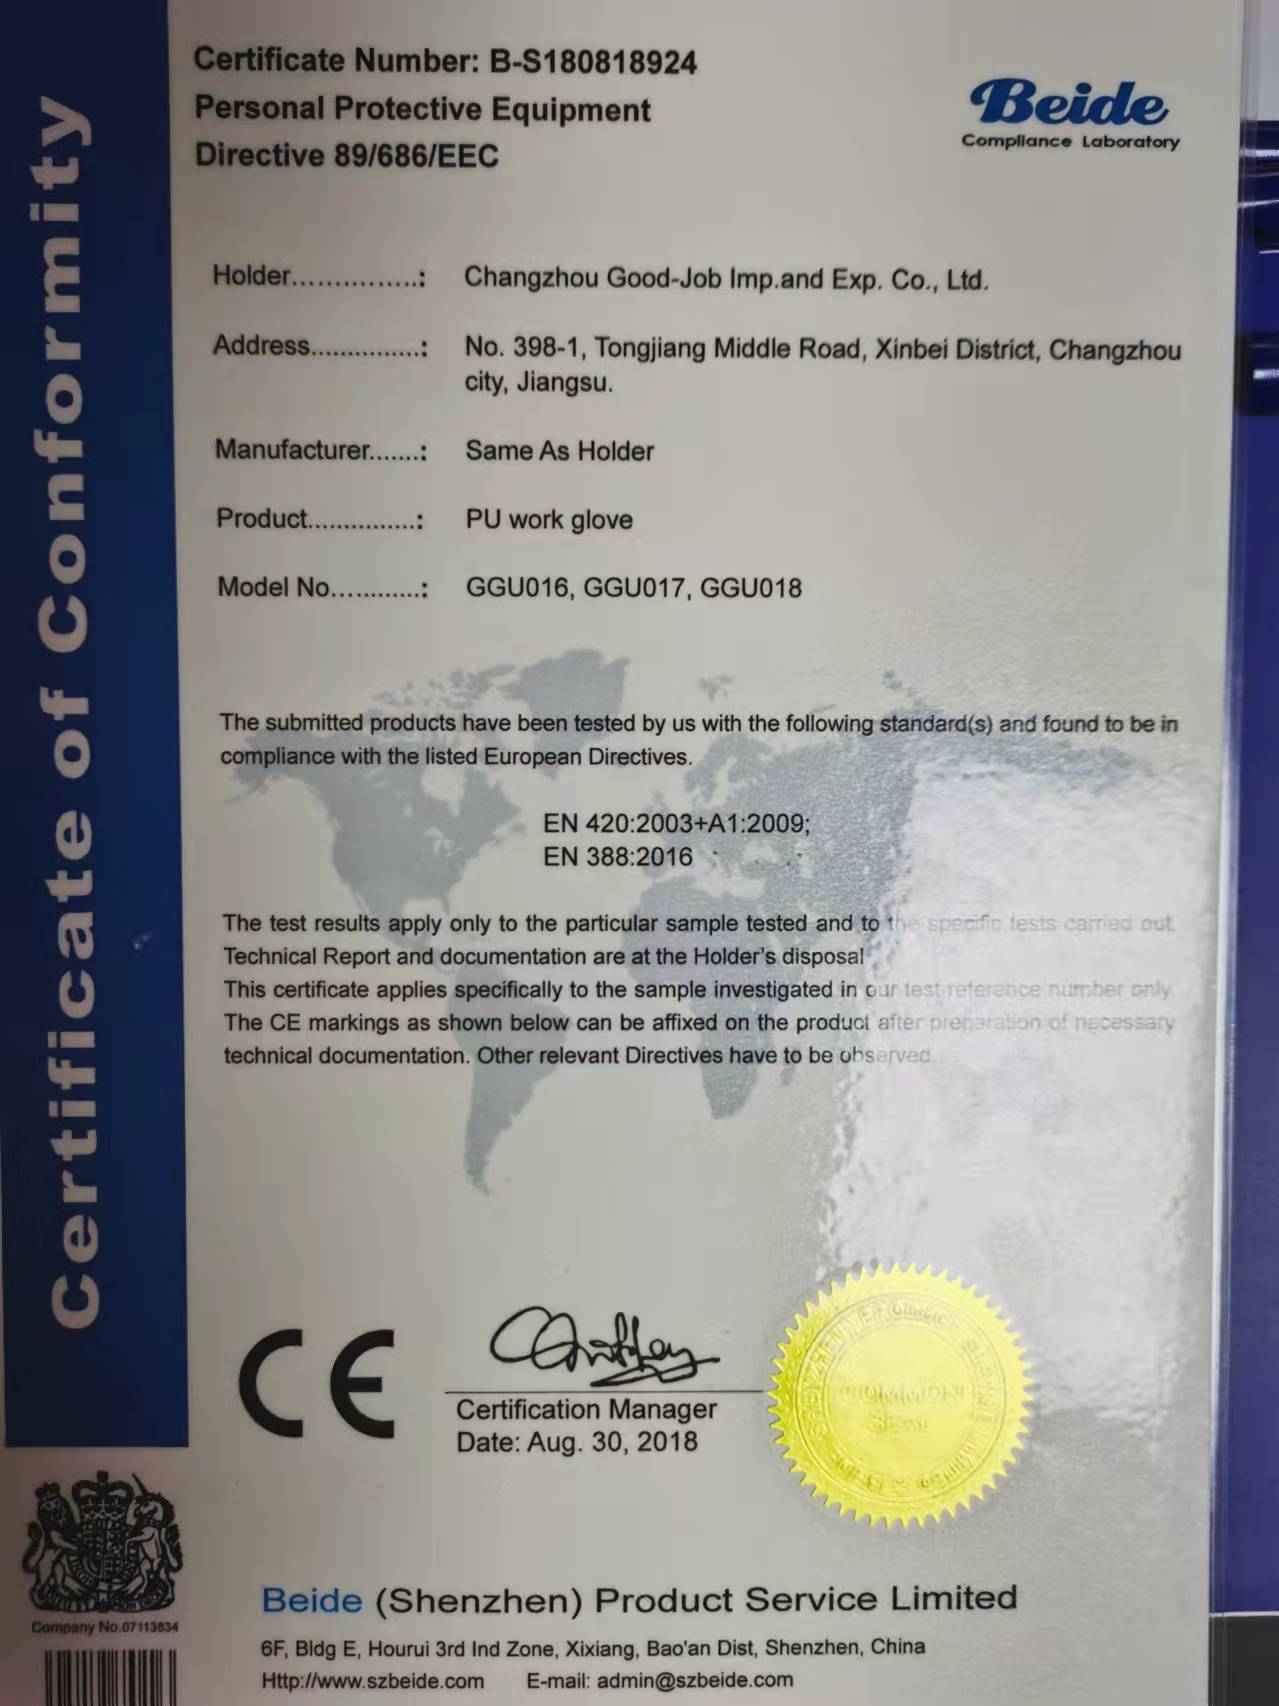 Certificate of Conformity
Certificate Number: B-S180818924
Personal Protective Equipment
Directive 89/686/EEC
Beide
Compliance Laboratory
Holder...............: Changzhou Good-Job Imp.and Exp. Co., Ltd.
Address..............: No. 398-1, Tongjiang Middle Road, Xinbei District, Changzhou
city, Jiangsu.
Manufacturer.......: Same As Holder
Product...............: PU work glove
Model No............: GGU016, GGU017, GGU018
The submitted products have been tested by us with the following standard(s) and found to be in
compliance with the listed European Directives.
EN 420:2003+A1:2009;
EN 388:2016
The test results apply only to the particular sample tested and to the specific tests carried out.
Technical Report and documentation are at the Holder's disposal
This certificate applies specifically to the sample investigated in our test reference number only.
The CE markings as shown below can be affixed on the product after preparation of necessary
technical documentation. Other relevant Directives have to be observed.
CE
Certification Manager
Date: Aug. 30, 2018
COMMON
SEAL
Company No.07113834
Beide (Shenzhen) Product Service Limited
6F, Bldg E, Hourui 3rd Ind Zone, Xixiang, Bao'an Dist, Shenzhen, China
Http://www.szbeide.com E-mail: admin@szbeide.com